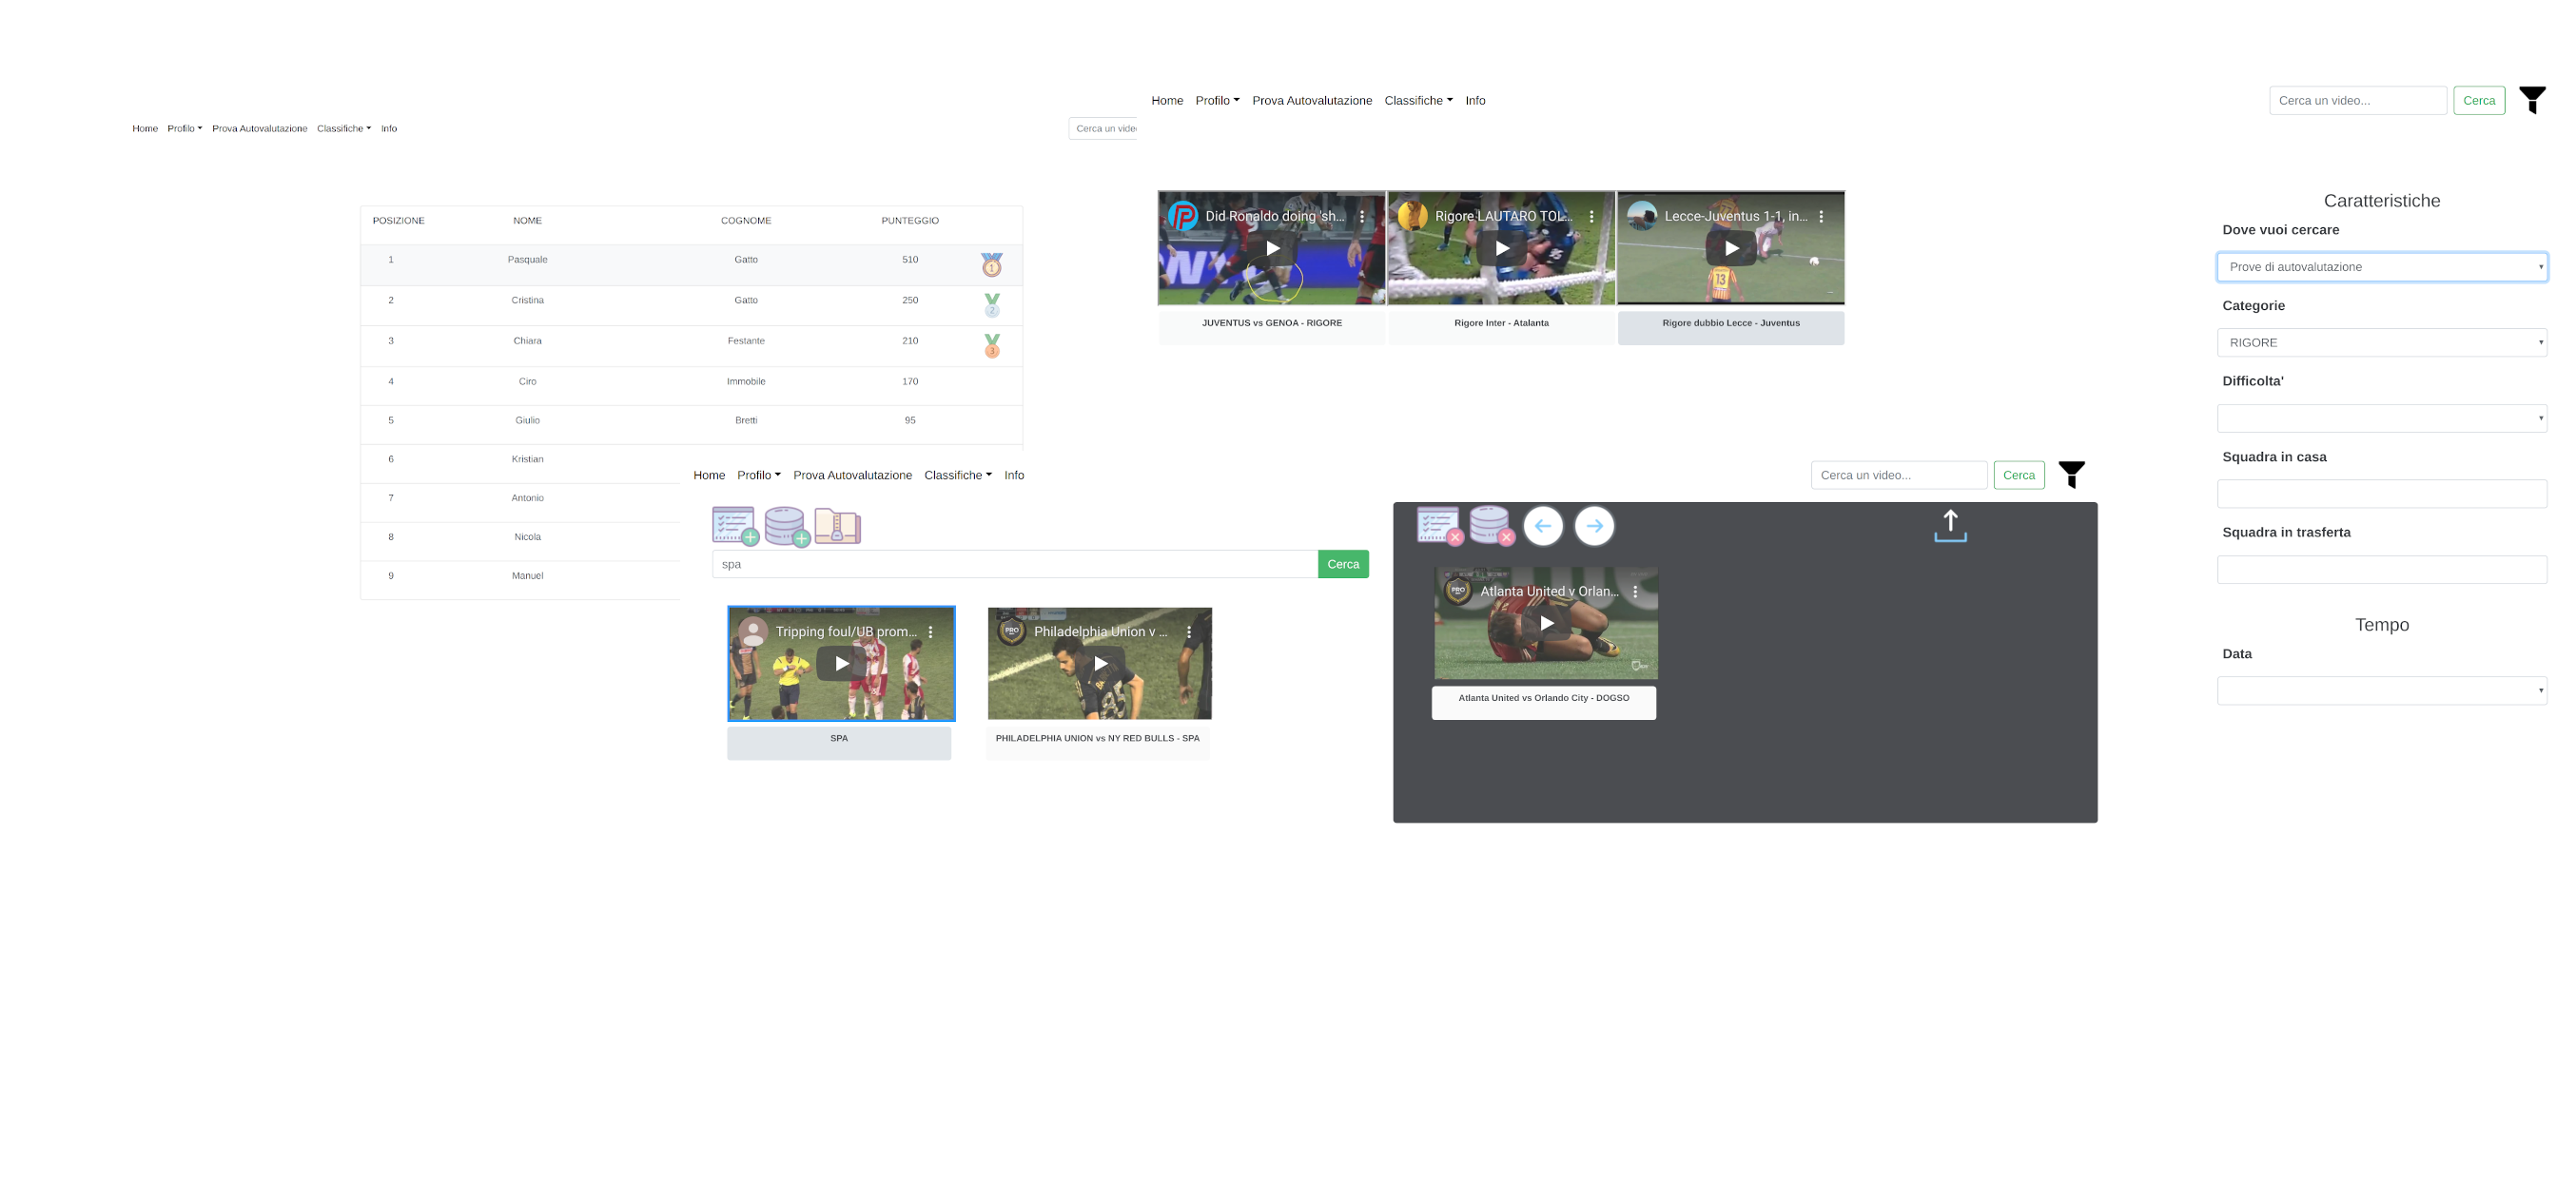 Home Profilo Prova Autovalutazione Classifiche Info
Cerca un video... Cerca
Home Profilo Prova Autovalutazione Classifiche Info
Cerca un vide
POSIZIONE NOME COGNOME PUNTEGGIO
1 Pasquale Gatto 510 1
2 Cristina Gatto 250 2
3 Chiara Festante 210 3
4 Ciro Immobile 170
5 Giulio Bretti 95
6 Kristian
7 Antonio
8 Nicola
9 Manuel
Did Ronaldo doing 'sh...
Rigore LAUTARO TOL...
Lecce-Juventus 1-1, in...
13
JUVENTUS vs GENOA - RIGORE
Rigore Inter - Atalanta
Rigore dubbio Lecce - Juventus
Caratteristiche
Dove vuoi cercare
Prove di autovalutazione
Categorie
RIGORE
Difficolta'
Squadra in casa
Squadra in trasferta
Tempo
Data
Home Profilo Prova Autovalutazione Classifiche Info
Cerca un video... Cerca
spa Cerca
Tripping foul/UB prom...
PRO Philadelphia Union v ...
SPA
PHILADELPHIA UNION vs NY RED BULLS - SPA
PRO Atlanta United v Orlan...
Atlanta United vs Orlando City - DOGSO